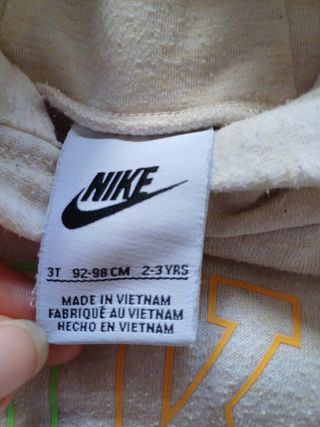 NIKE
3T 92-98 CM 2-3 YRS
MADE IN VIETNAM
FABRIQUÉ AU VIETNAM
HECHO EN VIETNAM
K